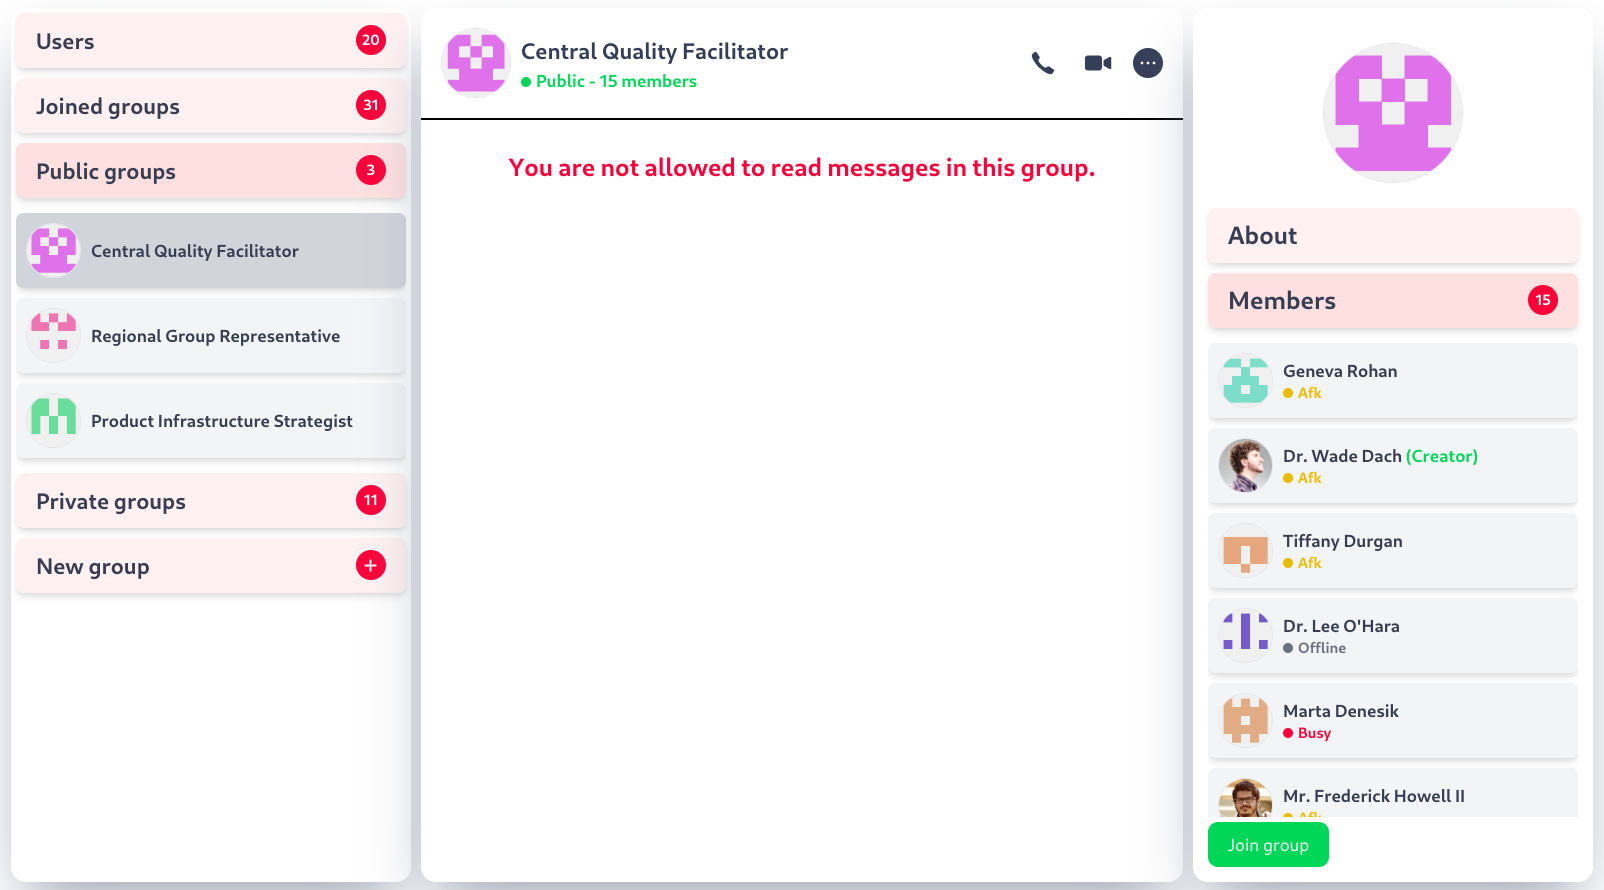 Users
20
Joined groups
31
Public groups
3
Central Quality Facilitator
Regional Group Representative
Product Infrastructure Strategist
Private groups
11
New group
+
Central Quality Facilitator
Public - 15 members
You are not allowed to read messages in this group.
About
Members
15
Geneva Rohan
Afk
Dr. Wade Dach (Creator)
Afk
Tiffany Durgan
Afk
Dr. Lee O'Hara
Offline
Marta Denesik
Busy
Mr. Frederick Howell II
Afk
Join group